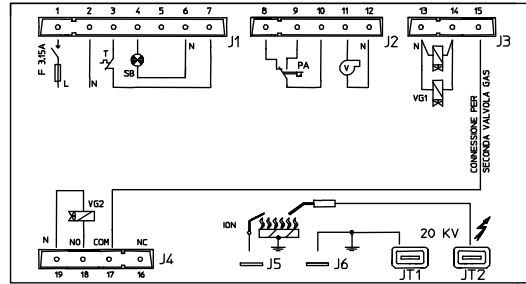 1 2 3 4 5 6 7 J1
8 9 10 11 12 J2
13 14 15 J3
F 3.15A
L
N
T
SB
N
PA
V
N
N
VG1
CONNESSIONE PER
SECONDA VALVOLA GAS
VG2
N NO COM NC
J4
19 18 17 16
ION
J5
J6
20 KV
JT1
JT2